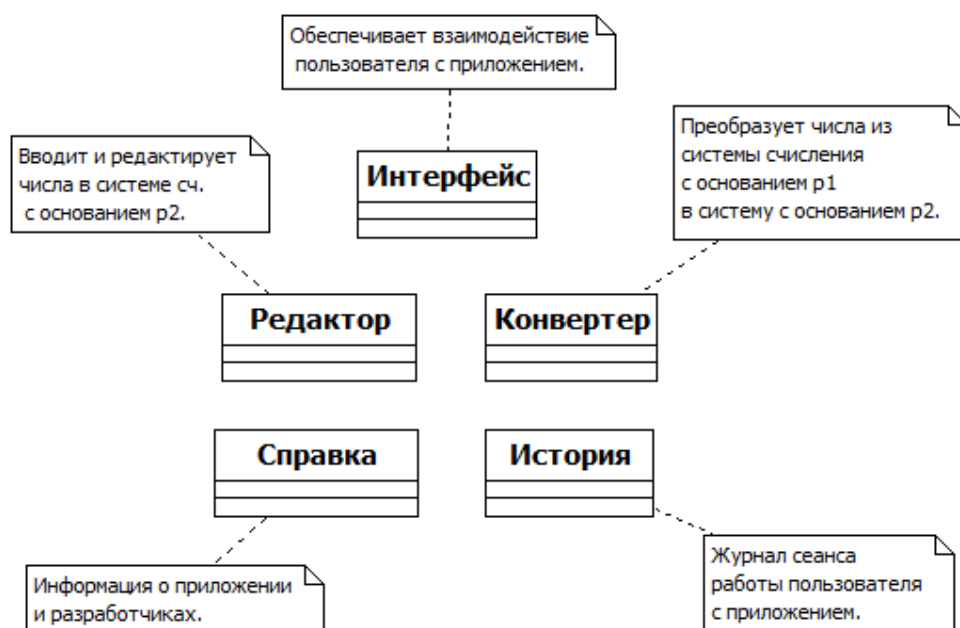 Обеспечивает взаимодействие
пользователя с приложением.
Преобразует числа из
системы счисления
с основанием p1
в систему с основанием p2.
Вводит и редактирует
числа в системе сч.
с основанием p2.
Интерфейс
Редактор
Конвертер
Справка
История
Информация о приложении
и разработчиках.
Журнал сеанса
работы пользователя
с приложением.